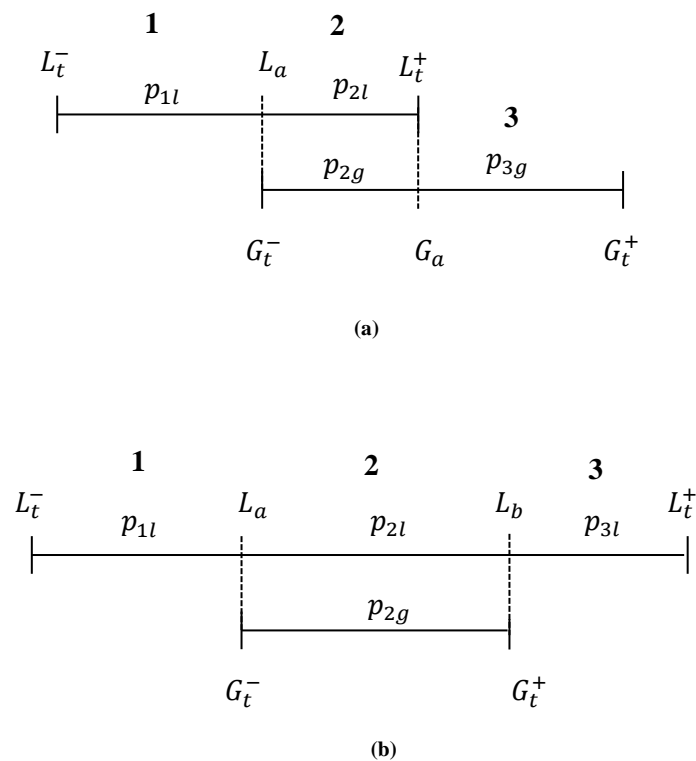 1 2
L_t^- L_a L_t^+
p_{1l} p_{2l} 3
p_{2g} p_{3g}
G_t^- G_a G_t^+
(a)
1 2 3
L_t^- L_a L_b L_t^+
p_{1l} p_{2l} p_{3l}
p_{2g}
G_t^- G_t^+
(b)